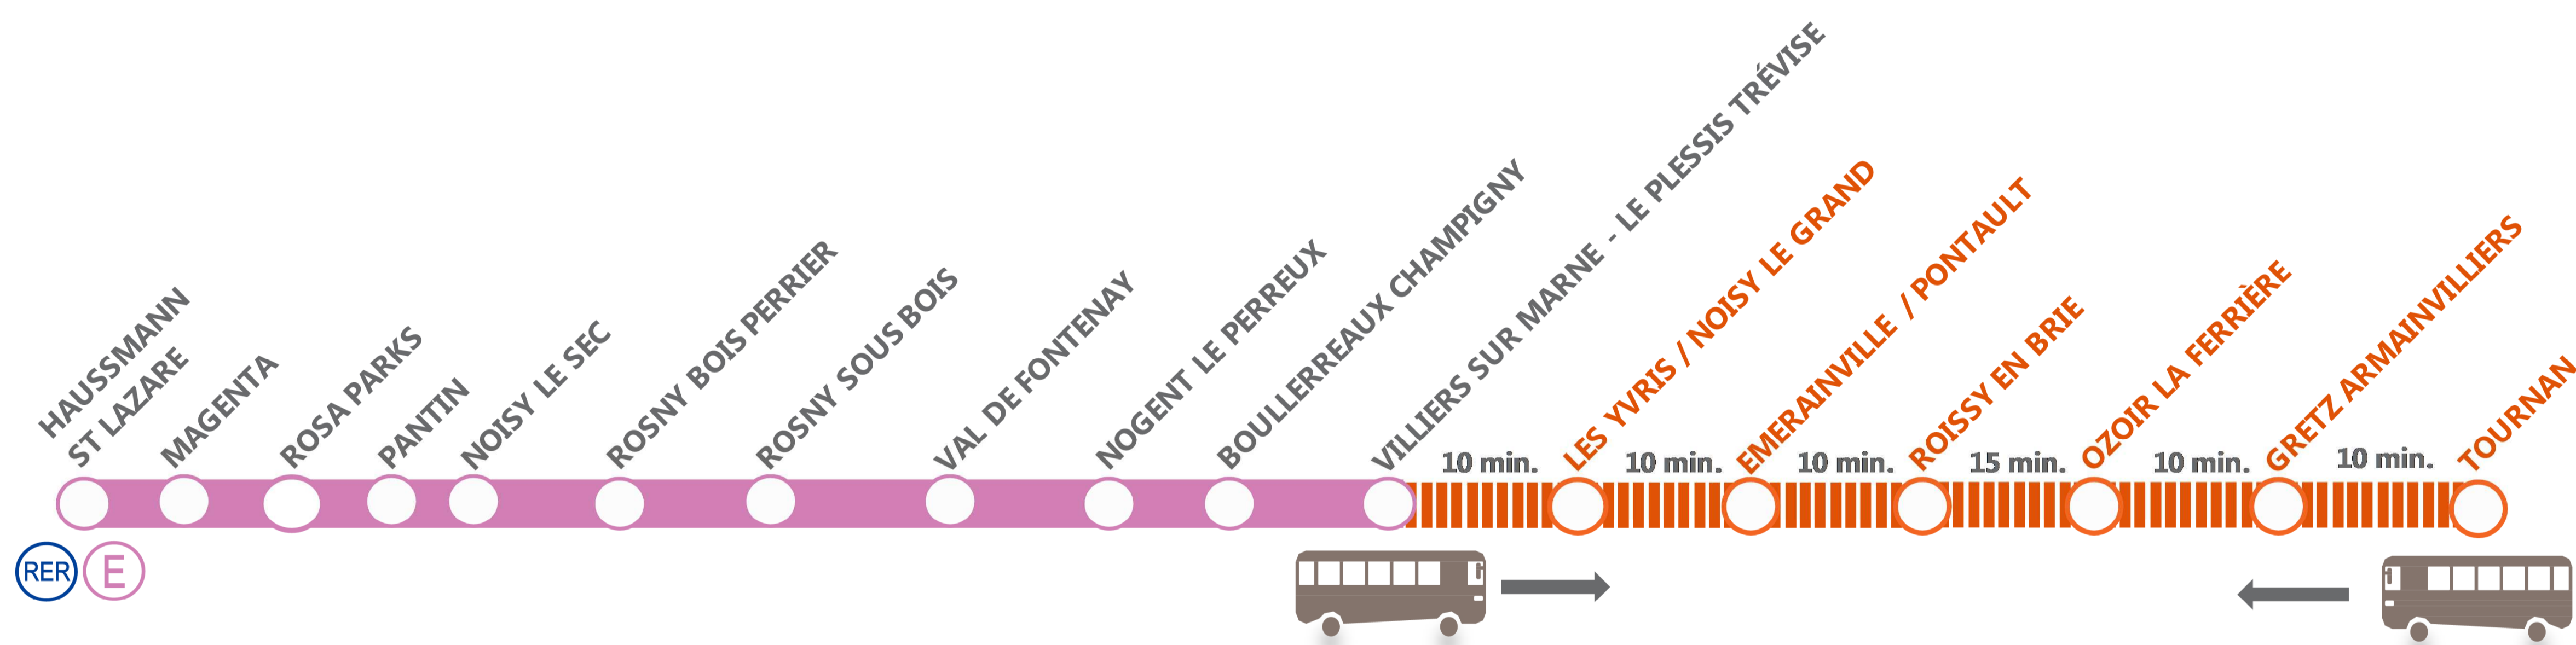 HAUSSMANN
ST LAZARE
MAGENTA
ROSA PARKS
PANTIN
NOISY LE SEC
ROSNY BOIS PERRIER
ROSNY SOUS BOIS
VAL DE FONTENAY
NOGENT LE PERREUX
BOULLERREAUX CHAMPIGNY
VILLIERS SUR MARNE - LE PLESSIS TRÉVISE
10 min.
LES YVRIS / NOISY LE GRAND
10 min.
EMERAINVILLE / PONTAULT
10 min.
ROISSY EN BRIE
15 min.
OZOIR LA FERRIÈRE
10 min.
GRETZ ARMAINVILLIERS
10 min.
TOURNAN
RER E